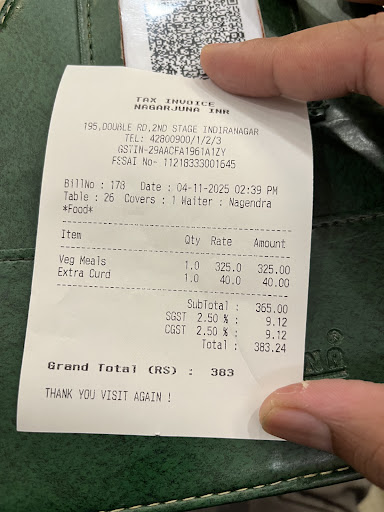 TAX INVOICE
NAGARJUNA INR
195,DOUBLE RD,2ND STAGE INDIRANAGAR
TEL: 42800900/1/2/3
GSTIN-29AACFA1961A1ZY
FSSAI No- 11218333001645
BillNo : 178 Date : 04-11-2025 02:39 PM
Table : 26 Covers : 1 Waiter : Nagendra
*Food*
Item Qty Rate Amount
Veg Meals 1.0 325.0 325.00
Extra Curd 1.0 40.0 40.00
SubTotal : 365.00
SGST 2.50 % : 9.12
CGST 2.50 % : 9.12
Total : 383.24
Grand Total (RS) : 383
THANK YOU VISIT AGAIN !